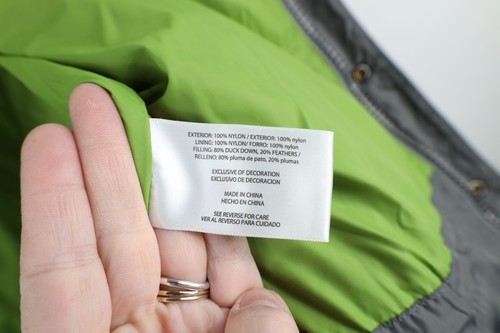 EXTERIOR: 100% NYLON / EXTERIOR: 100% nylon
LINING: 100% NYLON/ FORRO: 100% nylon
FILLING: 80% DUCK DOWN, 20% FEATHERS /
RELLENO: 80% pluma de pato, 20% plumas
EXCLUSIVE OF DECORATION
EXCLUSIVO DE DECORACION
MADE IN CHINA
HECHO EN CHINA
SEE REVERSE FOR CARE
VER AL REVERSO PARA CUIDADO